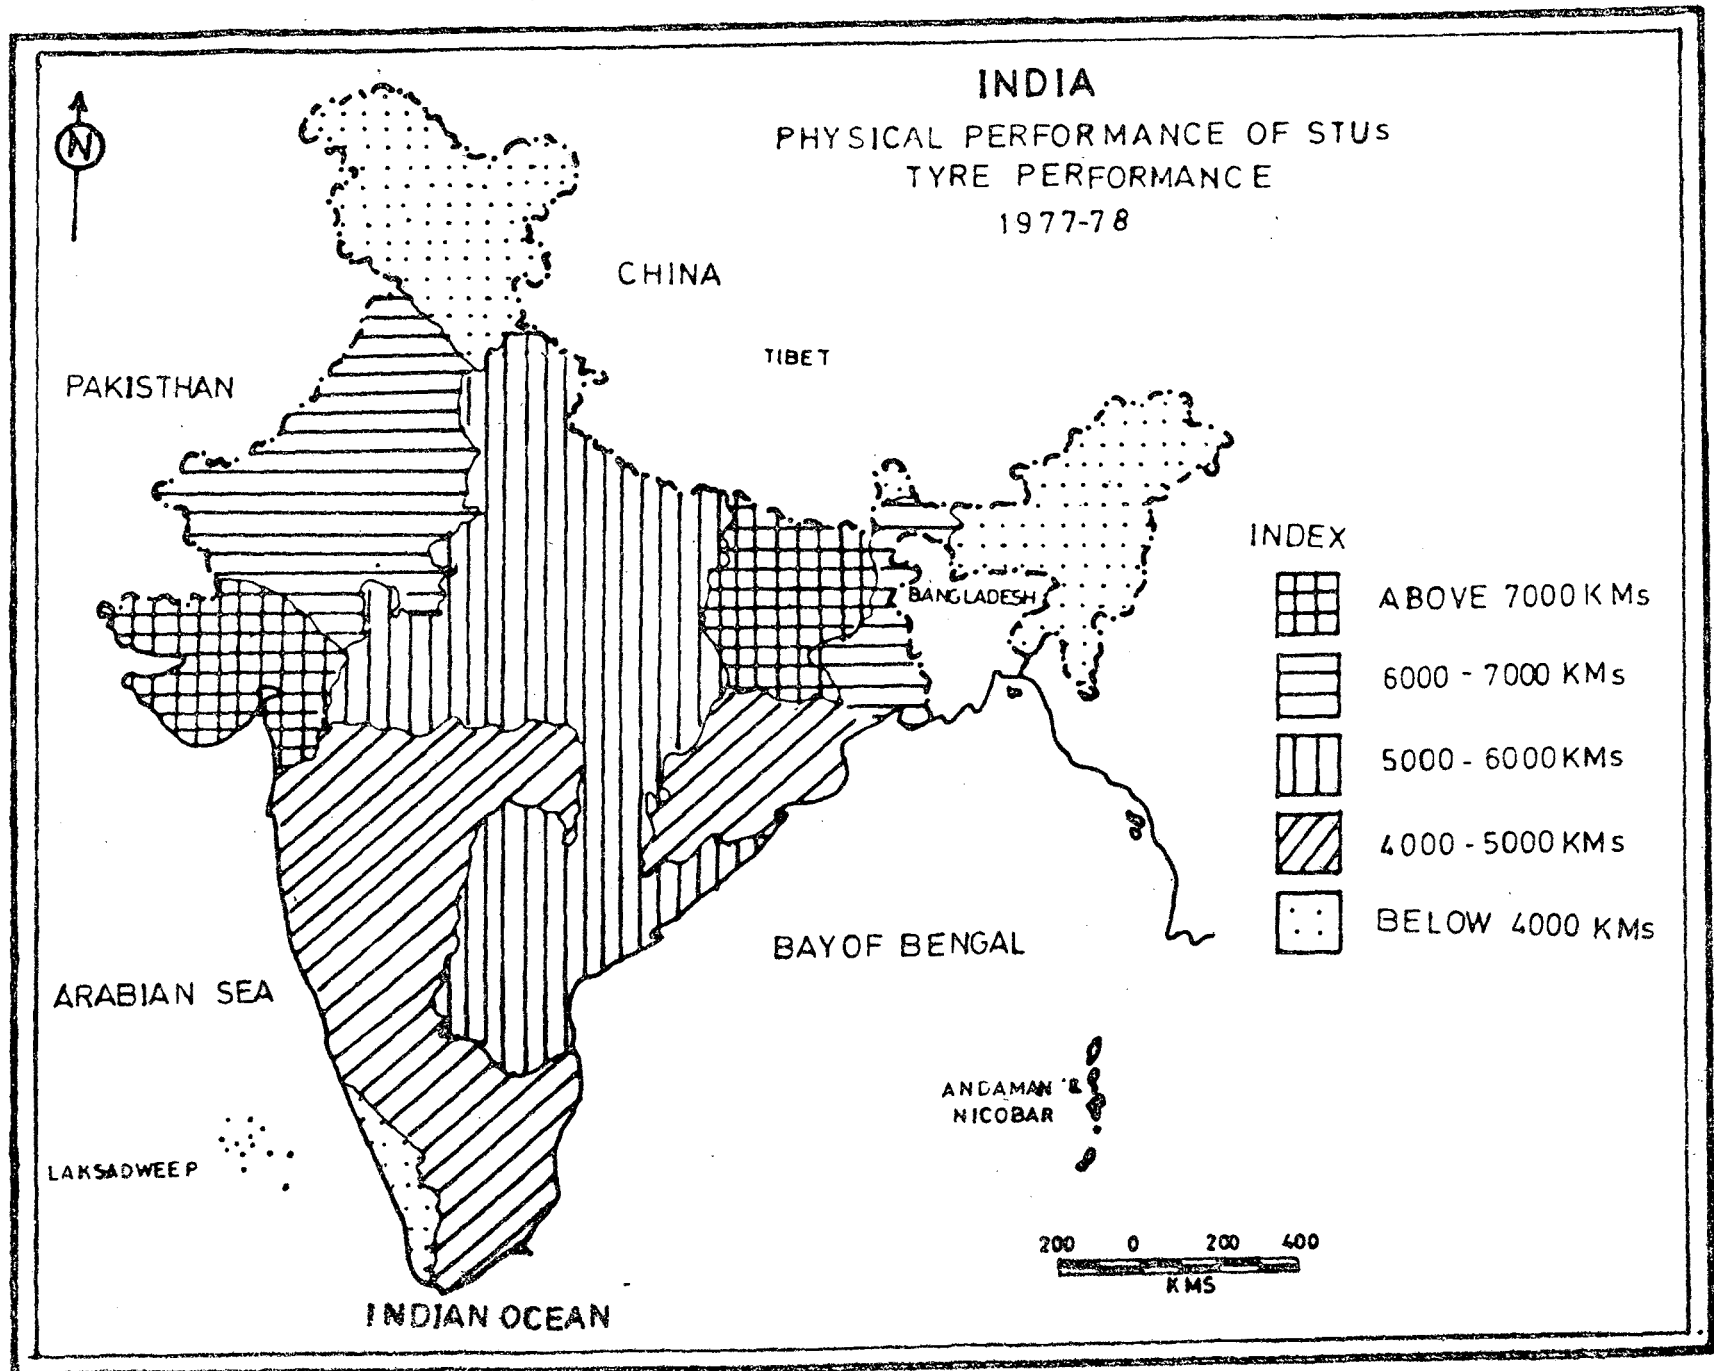 INDIA
PHYSICAL PERFORMANCE OF STUs
TYRE PERFORMANCE
1977-78
N
CHINA
TIBET
PAKISTHAN
BANGLADESH
INDEX
ABOVE 7000 KMs
6000 - 7000 KMs
5000 - 6000 KMs
4000 - 5000 KMs
BELOW 4000 KMs
BAY OF BENGAL
ARABIAN SEA
ANDAMAN &
NICOBAR
LAKSADWEEP
200 0 200 400
KMS
INDIAN OCEAN